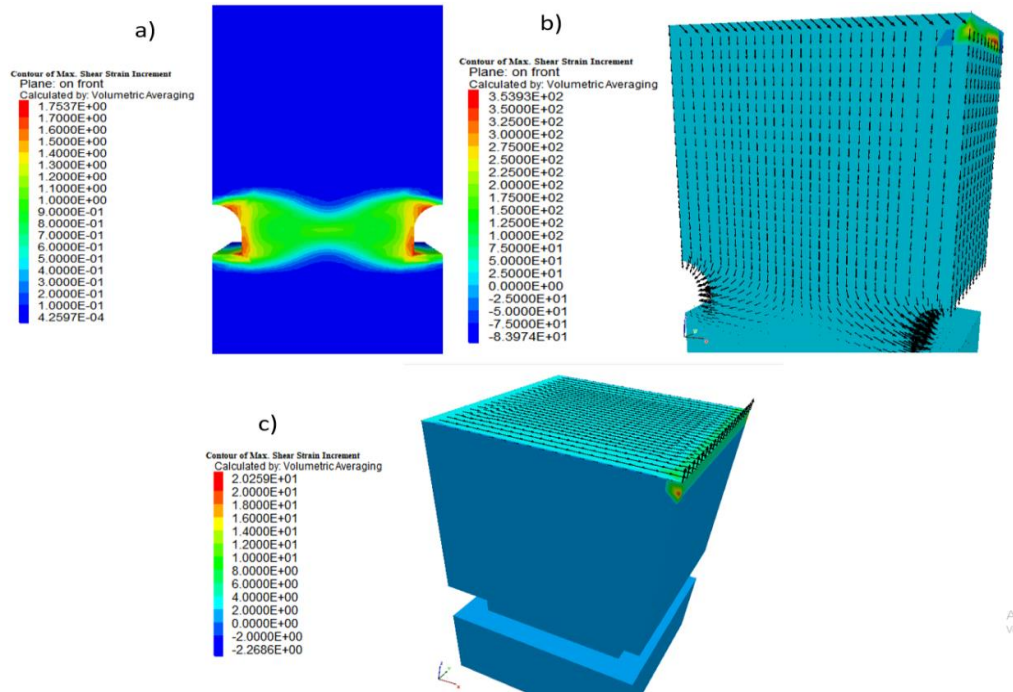 a)
Contour of Max. Shear Strain Increment
Plane: on front
Calculated by: Volumetric Averaging
1.7537E+00
1.7000E+00
1.6000E+00
1.5000E+00
1.4000E+00
1.3000E+00
1.2000E+00
1.1000E+00
1.0000E+00
9.0000E-01
8.0000E-01
7.0000E-01
6.0000E-01
5.0000E-01
4.0000E-01
3.0000E-01
2.0000E-01
1.0000E-01
4.2597E-04
b)
Contour of Max. Shear Strain Increment
Plane: on front
Calculated by: Volumetric Averaging
3.5393E+02
3.5000E+02
3.2500E+02
3.0000E+02
2.7500E+02
2.5000E+02
2.2500E+02
2.0000E+02
1.7500E+02
1.5000E+02
1.2500E+02
1.0000E+02
7.5000E+01
5.0000E+01
2.5000E+01
0.0000E+00
-2.5000E+01
-5.0000E+01
-7.5000E+01
-8.3974E+01
c)
Contour of Max. Shear Strain Increment
Calculated by: Volumetric Averaging
2.0259E+01
2.0000E+01
1.8000E+01
1.6000E+01
1.4000E+01
1.2000E+01
1.0000E+01
8.0000E+00
6.0000E+00
4.0000E+00
2.0000E+00
0.0000E+00
-2.0000E+00
-2.2686E+00